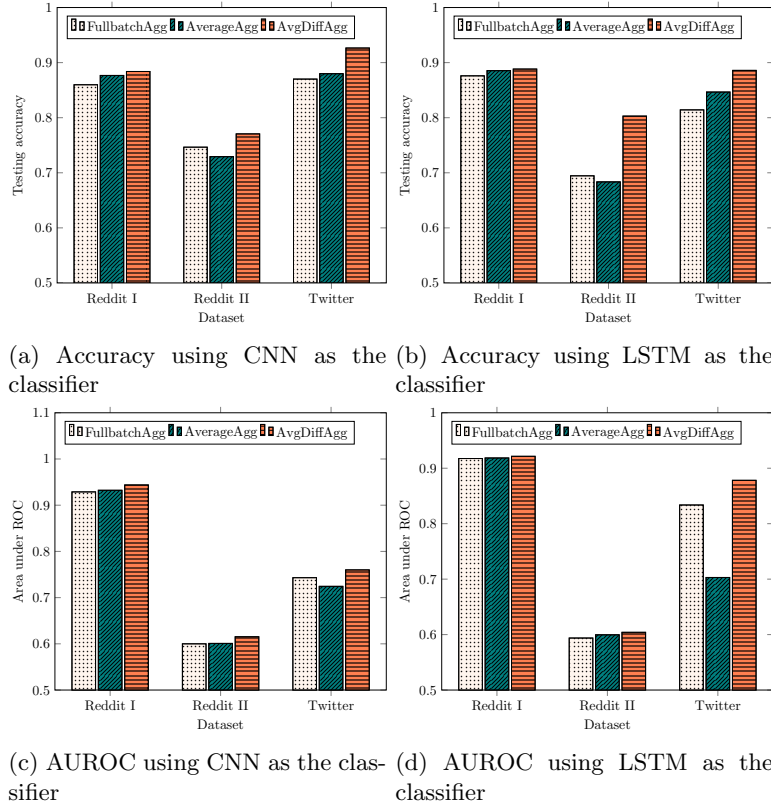 FullbatchAgg AverageAgg AvgDiffAgg
1
0.9
0.8
0.7
0.6
0.5
Testing accuracy
Reddit I Reddit II Twitter
Dataset
(a) Accuracy using CNN as the
classifier
FullbatchAgg AverageAgg AvgDiffAgg
1
0.9
0.8
0.7
0.6
0.5
Testing accuracy
Reddit I Reddit II Twitter
Dataset
(b) Accuracy using LSTM as the
classifier
FullbatchAgg AverageAgg AvgDiffAgg
1.1
1
0.9
0.8
0.7
0.6
0.5
Area under ROC
Reddit I Reddit II Twitter
Dataset
(c) AUROC using CNN as the clas-
sifier
FullbatchAgg AverageAgg AvgDiffAgg
1
0.9
0.8
0.7
0.6
0.5
Area under ROC
Reddit I Reddit II Twitter
Dataset
(d) AUROC using LSTM as the
classifier